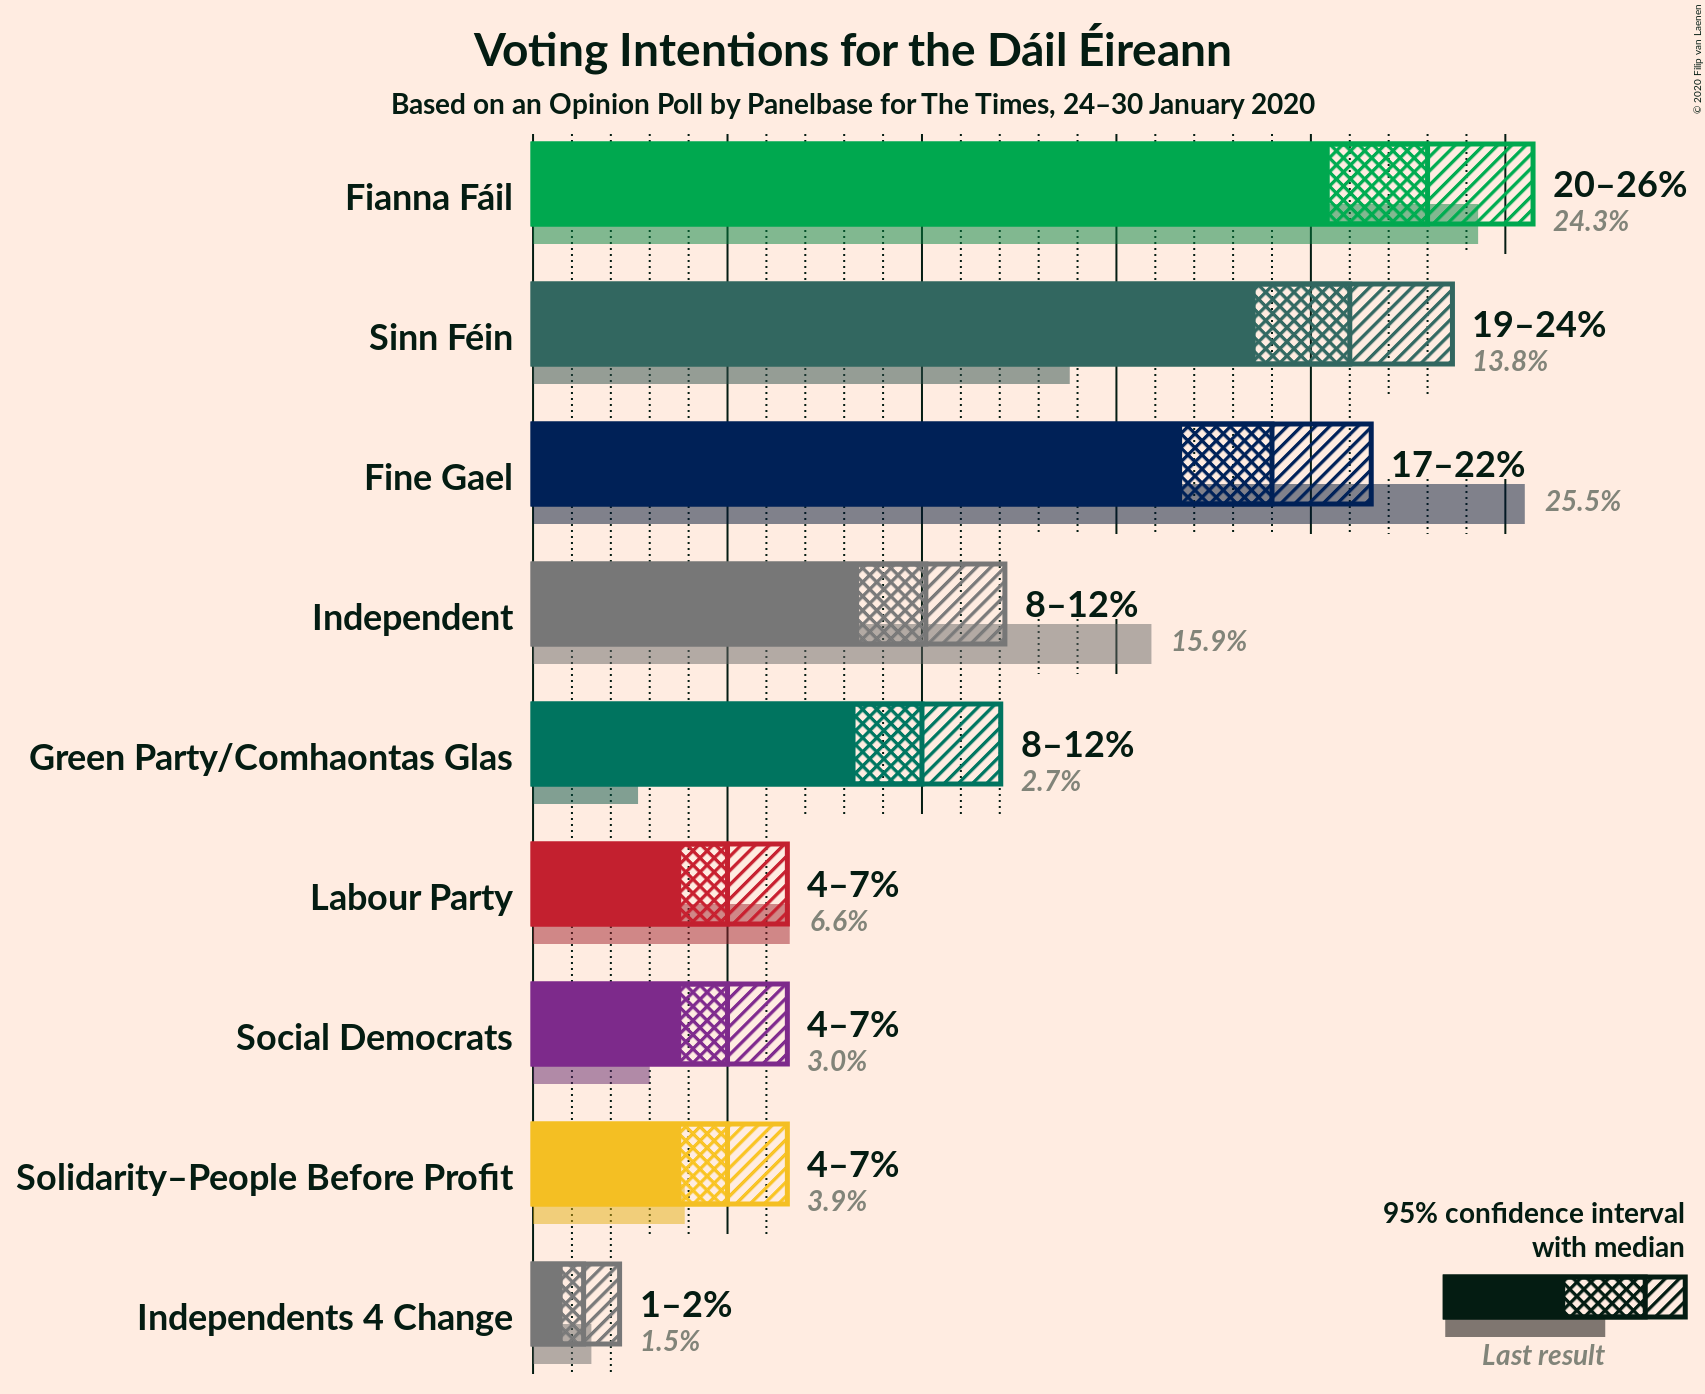 Voting Intentions for the Dáil Éireann
Based on an Opinion Poll by Panelbase for The Times, 24–30 January 2020
© 2020 Filip van Laenen
Fianna Fáil
20–26%
24.3%
Sinn Féin
19–24%
13.8%
Fine Gael
17–22%
25.5%
Independent
8–12%
15.9%
Green Party/Comhaontas Glas
8–12%
2.7%
Labour Party
4–7%
6.6%
Social Democrats
4–7%
3.0%
Solidarity–People Before Profit
4–7%
3.9%
Independents 4 Change
1–2%
1.5%
95% confidence interval
with median
Last result